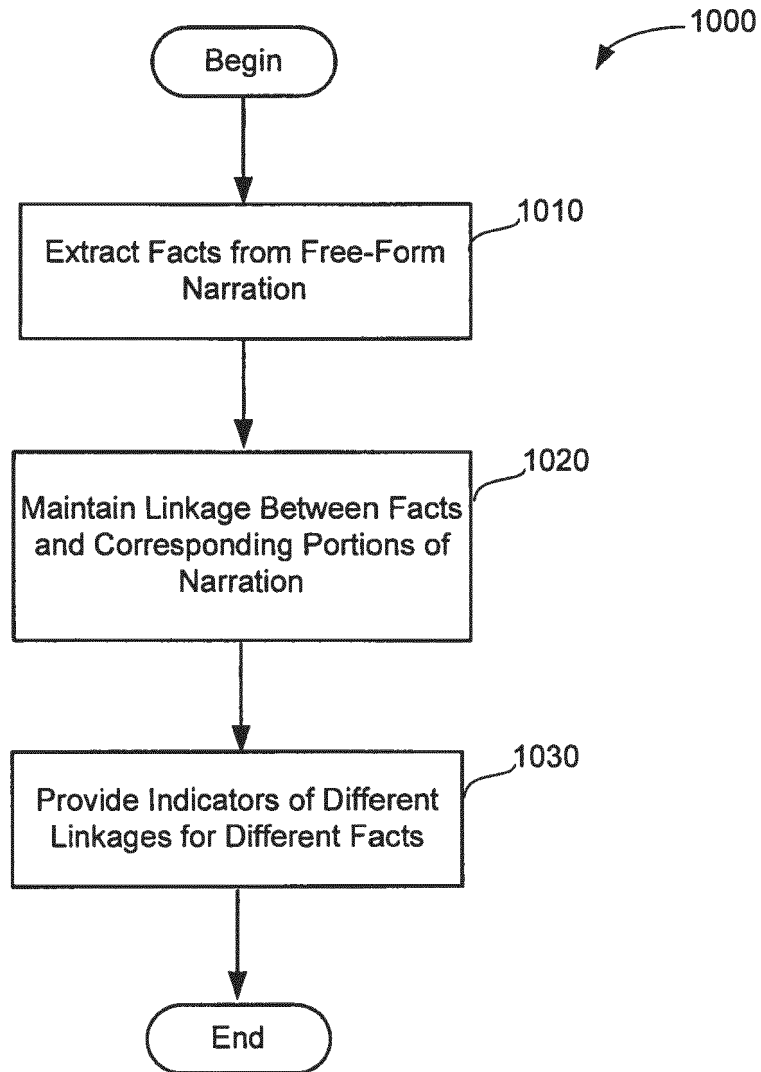 1000
Begin
1010
Extract Facts from Free-Form
Narration
1020
Maintain Linkage Between Facts
and Corresponding Portions of
Narration
1030
Provide Indicators of Different
Linkages for Different Facts
End